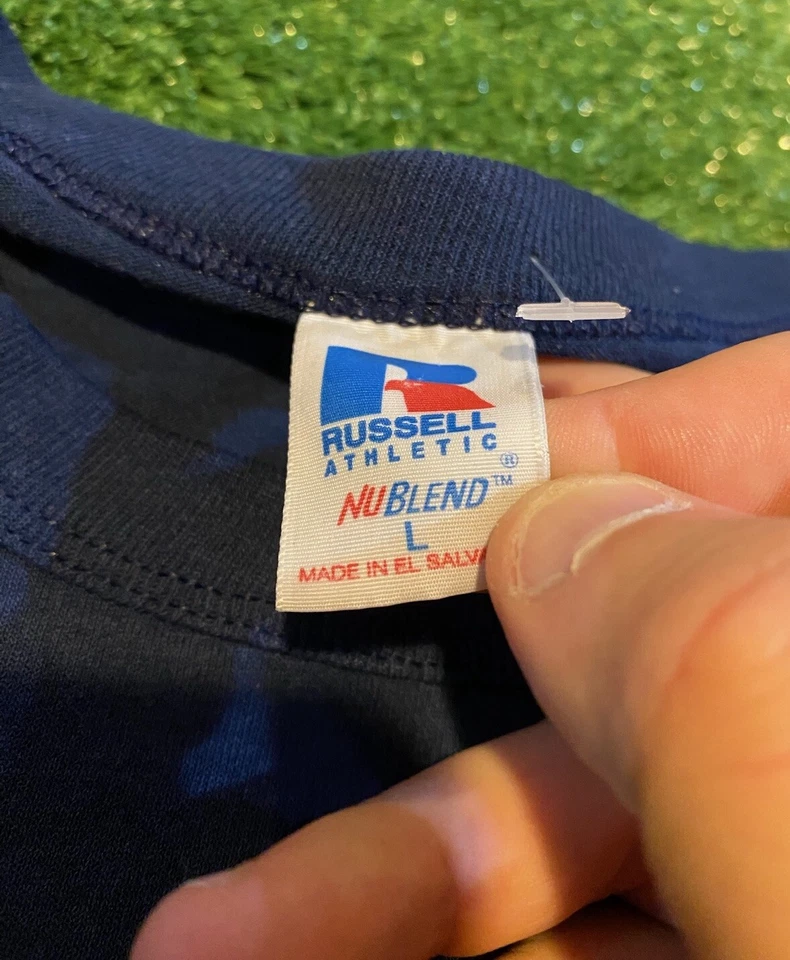 RUSSELL
ATHLETIC®
NUBLEND™
L
MADE IN EL SALVA